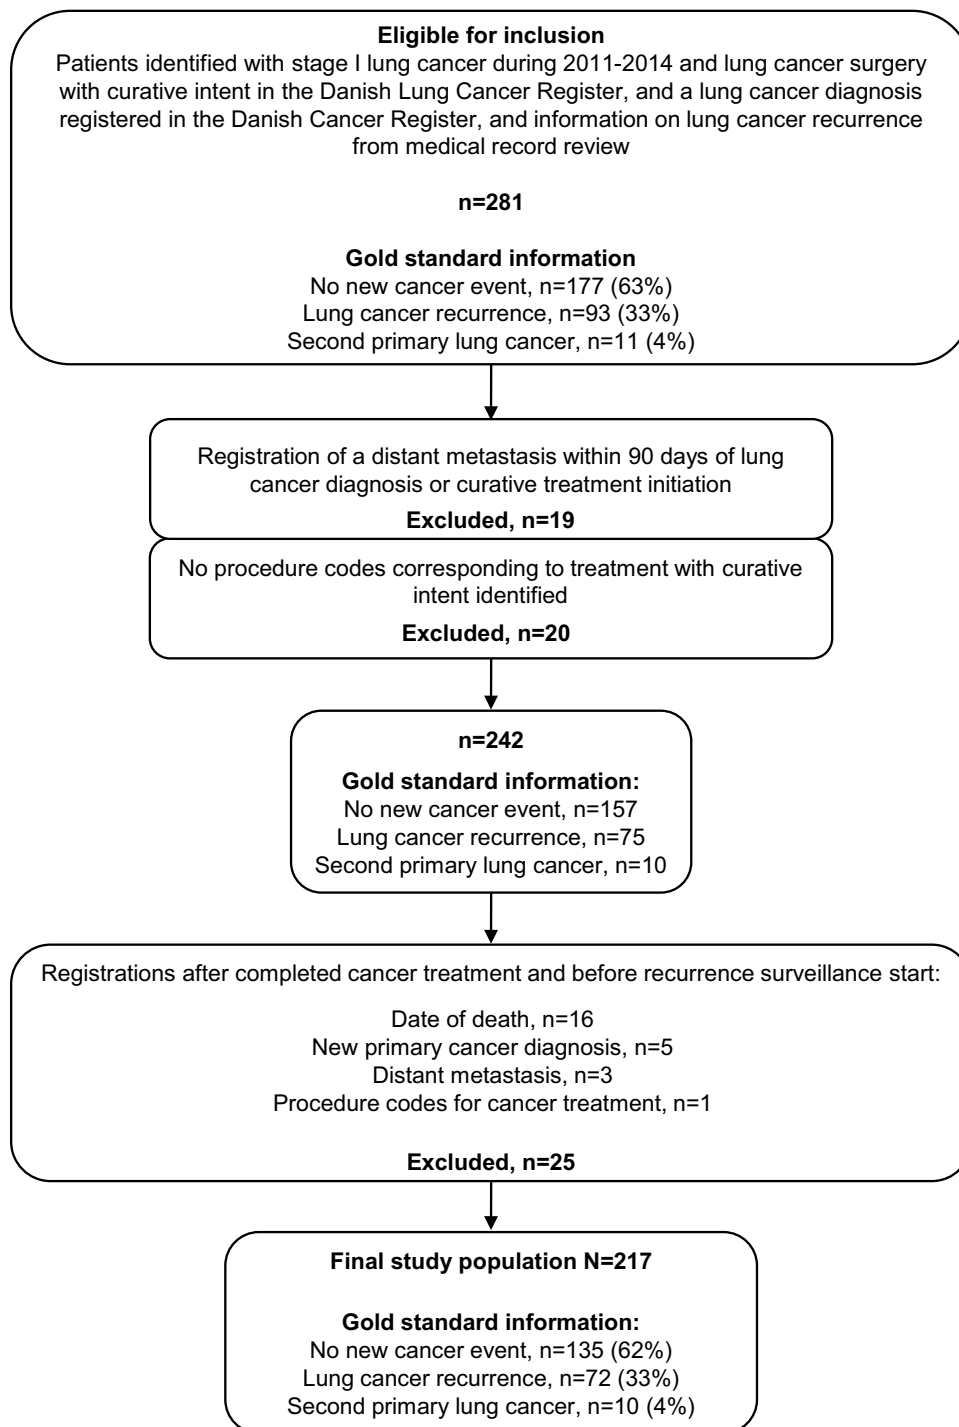 Eligible for inclusion
Patients identified with stage I lung cancer during 2011-2014 and lung cancer surgery
with curative intent in the Danish Lung Cancer Register, and a lung cancer diagnosis
registered in the Danish Cancer Register, and information on lung cancer recurrence
from medical record review
n=281
Gold standard information
No new cancer event, n=177 (63%)
Lung cancer recurrence, n=93 (33%)
Second primary lung cancer, n=11 (4%)
Registration of a distant metastasis within 90 days of lung
cancer diagnosis or curative treatment initiation
Excluded, n=19
No procedure codes corresponding to treatment with curative
intent identified
Excluded, n=20
n=242
Gold standard information:
No new cancer event, n=157
Lung cancer recurrence, n=75
Second primary lung cancer, n=10
Registrations after completed cancer treatment and before recurrence surveillance start:
Date of death, n=16
New primary cancer diagnosis, n=5
Distant metastasis, n=3
Procedure codes for cancer treatment, n=1
Excluded, n=25
Final study population N=217
Gold standard information:
No new cancer event, n=135 (62%)
Lung cancer recurrence, n=72 (33%)
Second primary lung cancer, n=10 (4%)